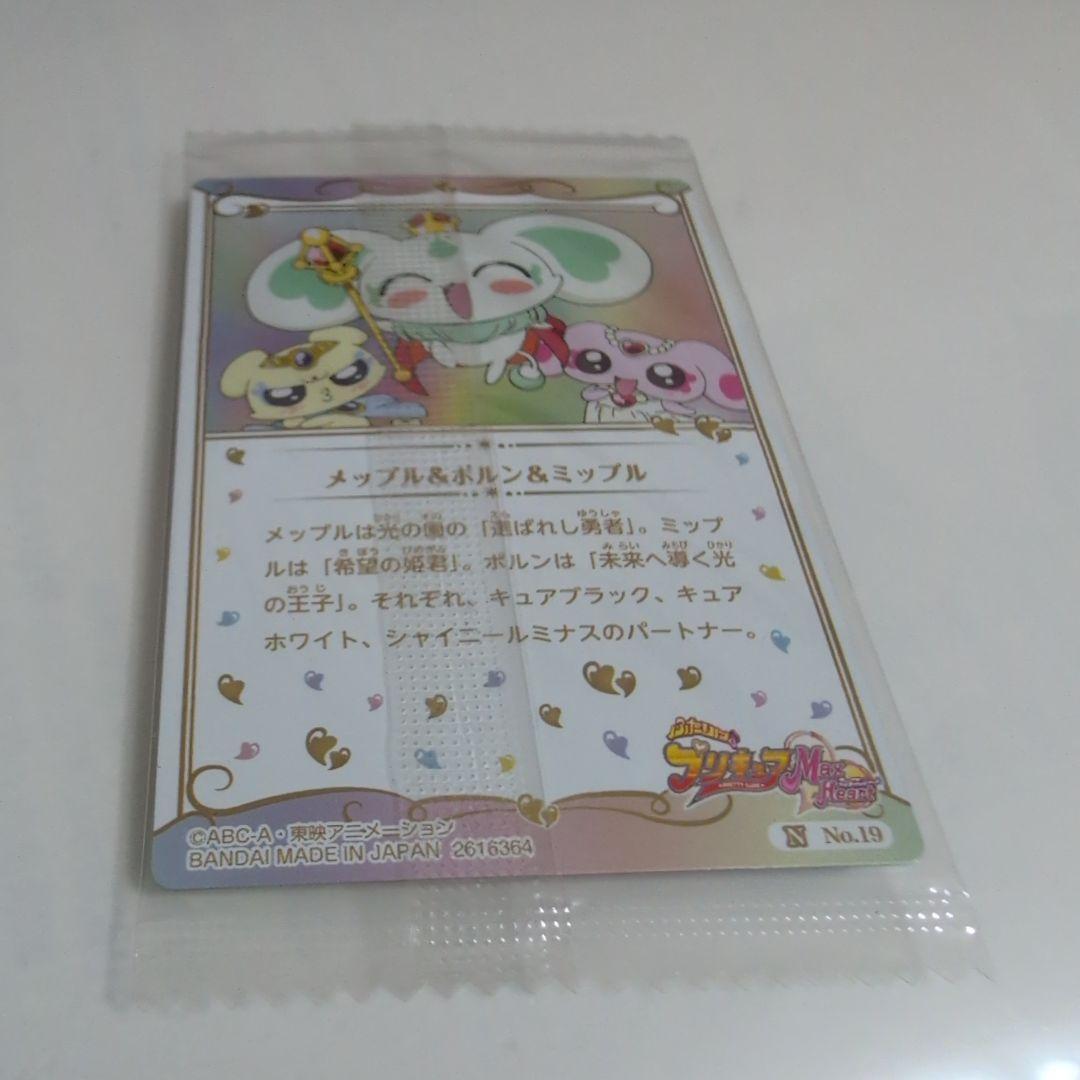 メップル&ポルン&ミップル
メップルは光の園の「選ばれし勇者」。ミップ
ルは「希望の姫君」。ポルンは「未来へ導く光
の王子」。それぞれ、キュアブラック、キュア
ホワイト、シャイニールミナスのパートナー。
ふたりは
プリキュア Max
Heart
©ABC-A・東映アニメーション
BANDAI MADE IN JAPAN 2616364
N No.19